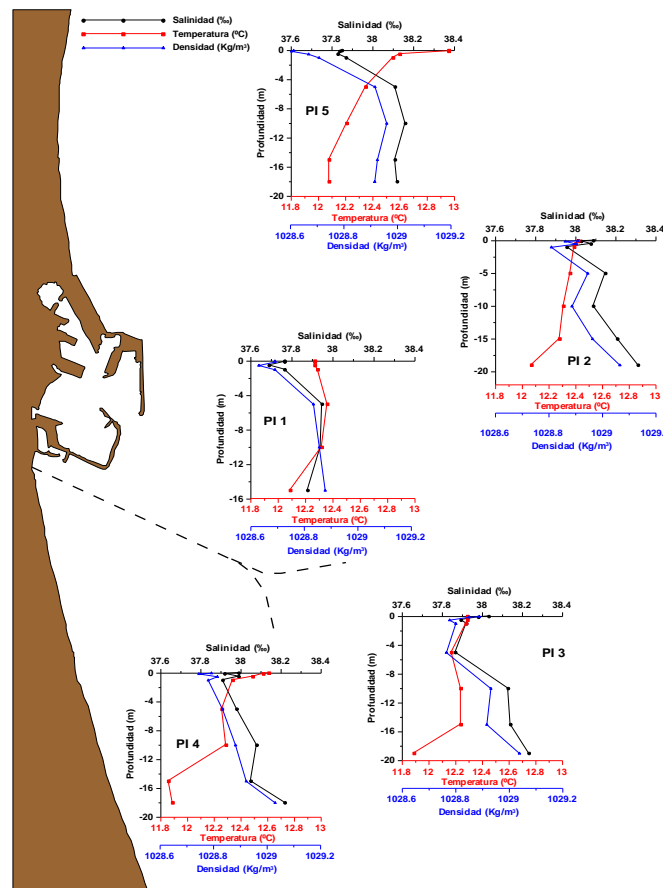 Salinidad (‰)
Temperatura (ºC)
Densidad (Kg/m³)
Salinidad (‰)
37.6 37.8 38 38.2 38.4
0
-4
-8
-12
-16
-20
Profundidad (m)
PI 5
11.8 12 12.2 12.4 12.6 12.8 13
Temperatura (ºC)
1028.6 1028.8 1029 1029.2
Densidad (Kg/m³)
Salinidad (‰)
37.6 37.8 38 38.2 38.4
0
-5
-10
-15
-20
Profundidad (m)
PI 2
11.8 12 12.2 12.4 12.6 12.8 13
Temperatura (ºC)
1028.6 1028.8 1029 1029.
Densidad (Kg/m³)
Salinidad (‰)
37.6 37.8 38 38.2 38.4
0
-4
-8
-12
-16
Profundidad (m)
PI 1
11.8 12 12.2 12.4 12.6 12.8 13
Temperatura (ºC)
1028.6 1028.8 1029 1029.2
Densidad (Kg/m³)
Salinidad (‰)
37.6 37.8 38 38.2 38.4
0
-4
-8
-12
-16
-20
Profundidad (m)
PI 3
11.8 12 12.2 12.4 12.6 12.8 13
Temperatura (ºC)
1028.6 1028.8 1029 1029.2
Densidad (Kg/m³)
Salinidad (‰)
37.6 37.8 38 38.2 38.4
0
-5
-10
-15
-20
Profundidad (m)
PI 4
11.8 12 12.2 12.4 12.6 12.8 13
Temperatura (ºC)
1028.6 1028.8 1029 1029.2
Densidad (Kg/m³)